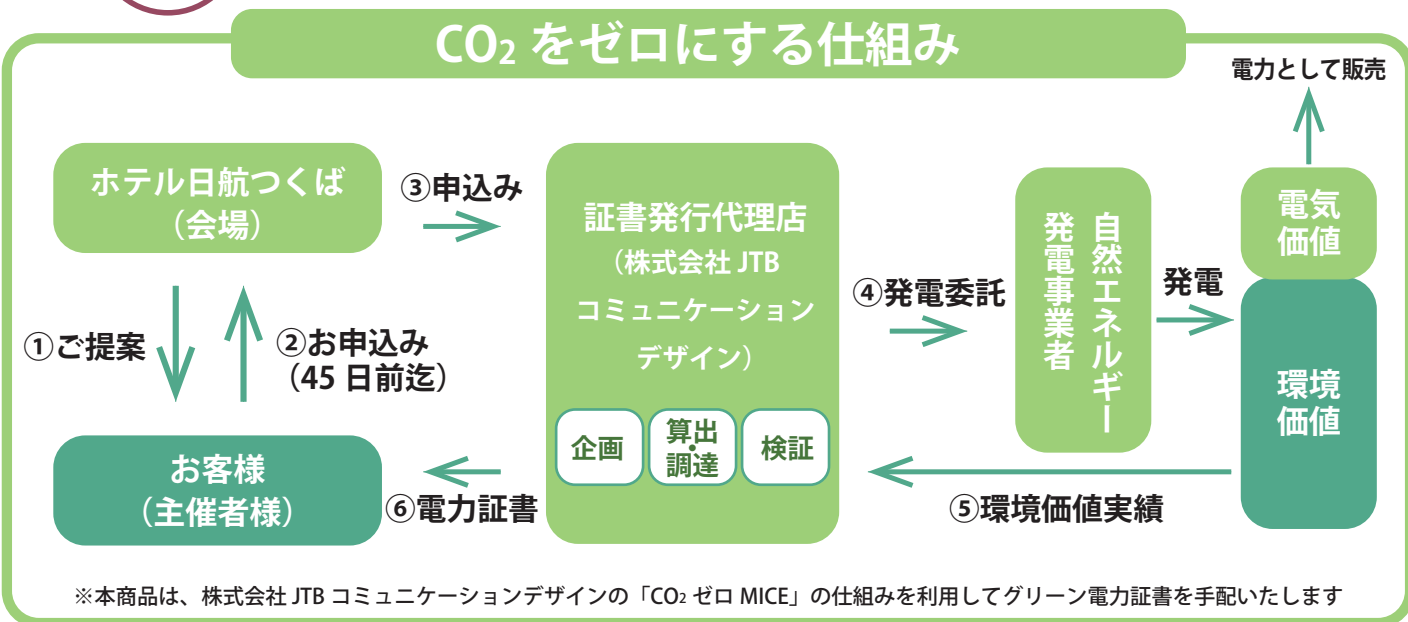 CO₂ をゼロにする仕組み
電力として販売
ホテル日航つくば
（会場）
③申込み
証書発行代理店
（株式会社 JTB
コミュニケーション
デザイン）
企画
算出・
調達
検証
④発電委託
自然エネルギー
発電事業者
発電
電気
価値
環境
価値
①ご提案
②お申込み
（45 日前迄）
お客様
（主催者様）
⑥電力証書
⑤環境価値実績
※本商品は、株式会社 JTB コミュニケーションデザインの「CO₂ ゼロ MICE」の仕組みを利用してグリーン電力証書を手配いたします